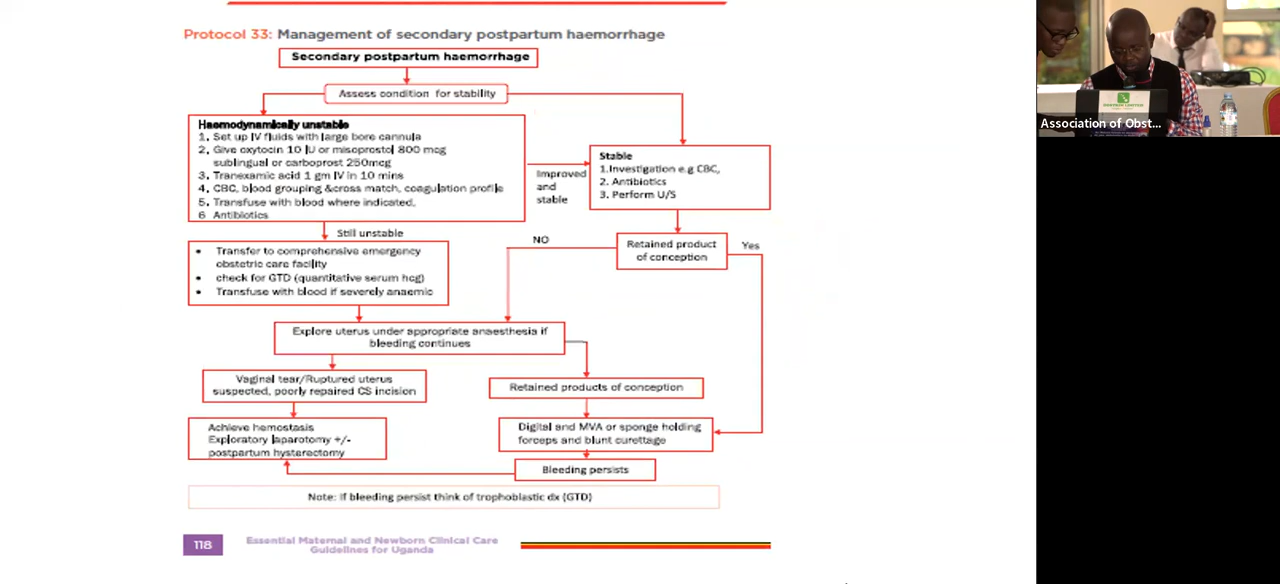 Protocol 33: Management of secondary postpartum haemorrhage
Secondary postpartum haemorrhage
Assess condition for stability
Haemodynamically unstable
1. Set up IV fluids with large bore cannula
2. Give oxytocin 10 IU or misoprostol 800 mcg
sublingual or carboprost 250mcg
3. Tranexamic acid 1 gm IV in 10 mins
4. CBC, blood grouping &cross match, coagulation profile
5. Transfuse with blood where indicated.
6 Antibiotics
Improved
and
stable
Stable
1.Investigation e.g CBC,
2. Antibiotics
3. Perform U/S
Still unstable
NO
Retained product
of conception
Yes
• Transfer to comprehensive emergency
obstetric care facility
• check for GTD (quantitative serum hcg)
• Transfuse with blood if severely anaemic
Explore uterus under appropriate anaesthesia if
bleeding continues
Vaginal tear/Ruptured uterus
suspected, poorly repaired CS incision
Retained products of conception
Achieve hemostasis
Exploratory laparotomy +/-
postpartum hysterectomy
Digital and MVA or sponge holding
forceps and blunt curettage
Bleeding persists
Note: If bleeding persist think of trophoblastic dx (GTD)
118
Essential Maternal and Newborn Clinical Care
Guidelines for Uganda
Association of Obst...